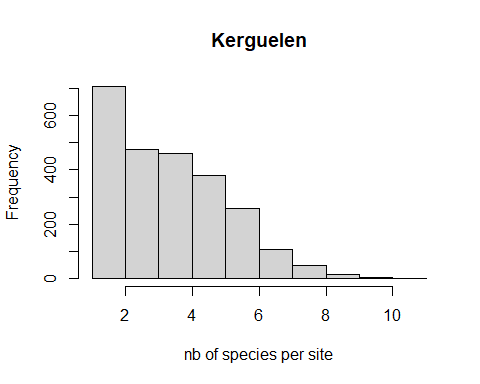 Kerguelen
Frequency
600
400
200
0
2 4 6 8 10
nb of species per site